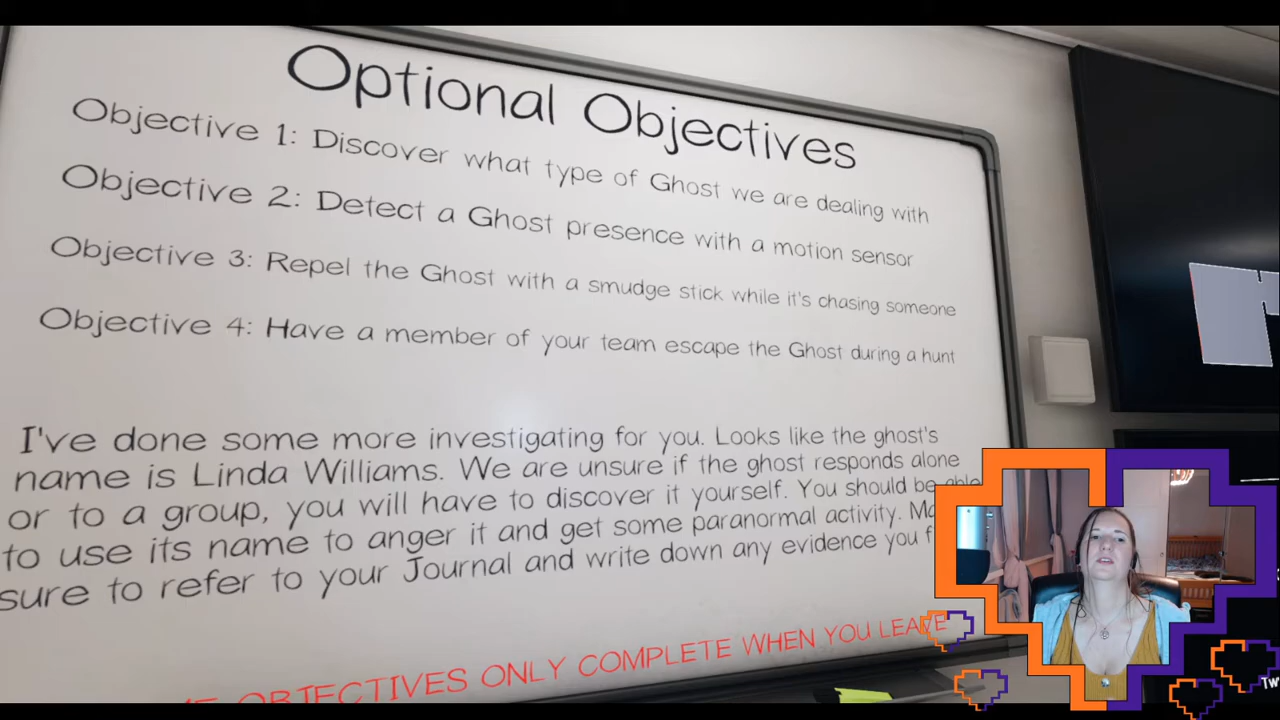 Optional Objectives
Objective 1: Discover what type of Ghost we are dealing with
Objective 2: Detect a Ghost presence with a motion sensor
Objective 3: Repel the Ghost with a smudge stick while it's chasing someone
Objective 4: Have a member of your team escape the Ghost during a hunt
I've done some more investigating for you. Looks like the ghost's
name is Linda Williams. We are unsure if the ghost responds alone
or to a group, you will have to discover it yourself. You should be able
to use its name to anger it and get some paranormal activity.
sure to refer to your Journal and write down any evidence you
OBJECTIVES ONLY COMPLETE WHEN YOU LEAVE
Tw